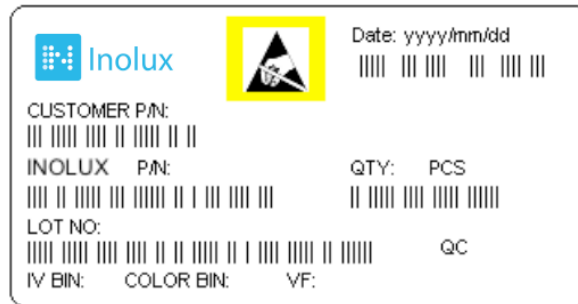 Inolux
Date: yyyy/mm/dd
CUSTOMER P/N:
INOLUX P/N:
QTY: PCS
LOT NO:
QC
IV BIN: COLOR BIN: VF: